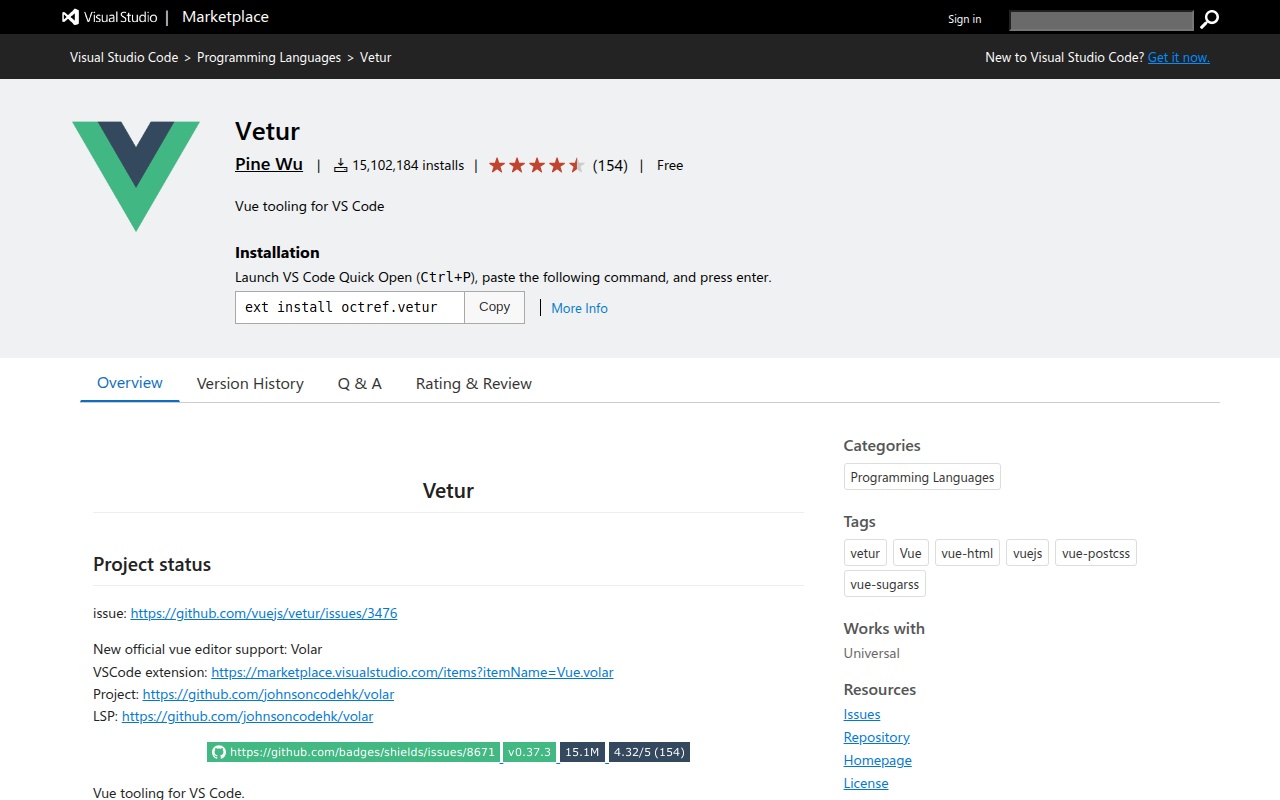 Visual Studio | Marketplace
Sign in
Visual Studio Code > Programming Languages > Vetur
New to Visual Studio Code? Get it now.
Vetur
Pine Wu | 15,102,184 installs | (154) | Free
Vue tooling for VS Code
Installation
Launch VS Code Quick Open (Ctrl+P), paste the following command, and press enter.
ext install octref.vetur Copy | More Info
Overview Version History Q & A Rating & Review
Vetur
Project status
issue: https://github.com/vuejs/vetur/issues/3476
New official vue editor support: Volar
VSCode extension: https://marketplace.visualstudio.com/items?itemName=Vue.volar
Project: https://github.com/johnsoncodehk/volar
LSP: https://github.com/johnsoncodehk/volar
https://github.com/badges/shields/issues/8671 v0.37.3 15.1M 4.32/5 (154)
Vue tooling for VS Code.
Categories
Programming Languages
Tags
vetur Vue vue-html vuejs vue-postcss
vue-sugarss
Works with
Universal
Resources
Issues
Repository
Homepage
License